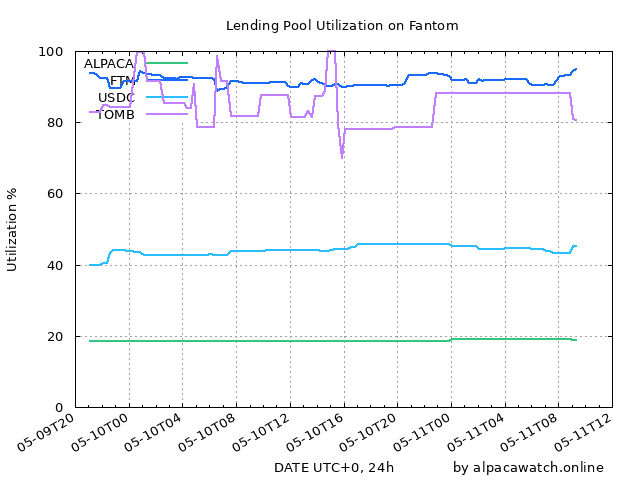 Lending Pool Utilization on Fantom
100
80
60
40
20
0
Utilization %
ALPACA
FTM
USDC
TOMB
05-09T20
05-10T00
05-10T04
05-10T08
05-10T12
05-10T16
05-10T20
05-11T00
05-11T04
05-11T08
05-11T12
DATE UTC+0, 24h
by alpacawatch.online